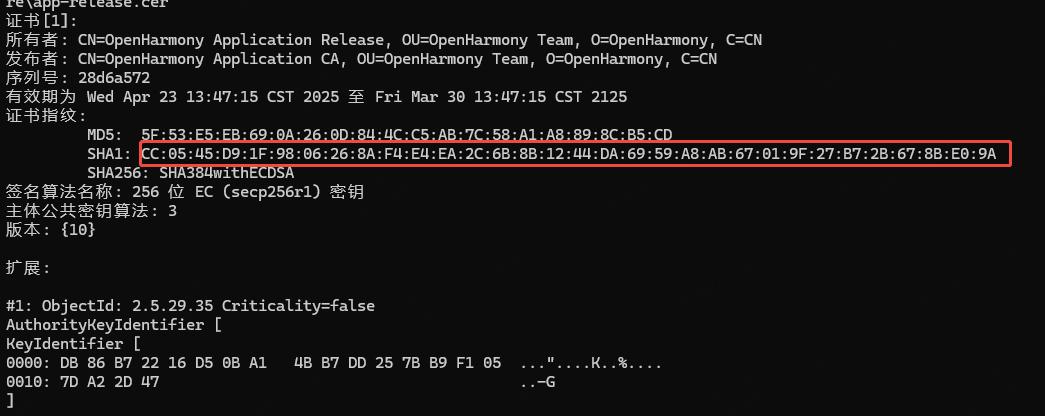 re\app-release.cer
证书[1]:
所有者: CN=OpenHarmony Application Release, OU=OpenHarmony Team, O=OpenHarmony, C=CN
发布者: CN=OpenHarmony Application CA, OU=OpenHarmony Team, O=OpenHarmony, C=CN
序列号: 28d6a572
有效期为 Wed Apr 23 13:47:15 CST 2025 至 Fri Mar 30 13:47:15 CST 2125
证书指纹:
MD5:  5F:53:E5:EB:69:0A:26:0D:84:4C:C5:AB:7C:58:A1:A8:89:8C:B5:CD
SHA1: CC:05:45:D9:1F:98:06:26:8A:F4:E4:EA:2C:6B:8B:12:44:DA:69:59:A8:AB:67:01:9F:27:B7:2B:67:8B:E0:9A
SHA256: SHA384withECDSA
签名算法名称: 256 位 EC (secp256r1) 密钥
主体公共密钥算法: 3
版本: {10}
扩展:
#1: ObjectId: 2.5.29.35 Criticality=false
AuthorityKeyIdentifier [
KeyIdentifier [
0000: DB 86 B7 22 16 D5 0B A1   4B B7 DD 25 7B B9 F1 05  ..."....K..%....
0010: 7D A2 2D 47                                        ..-G
]